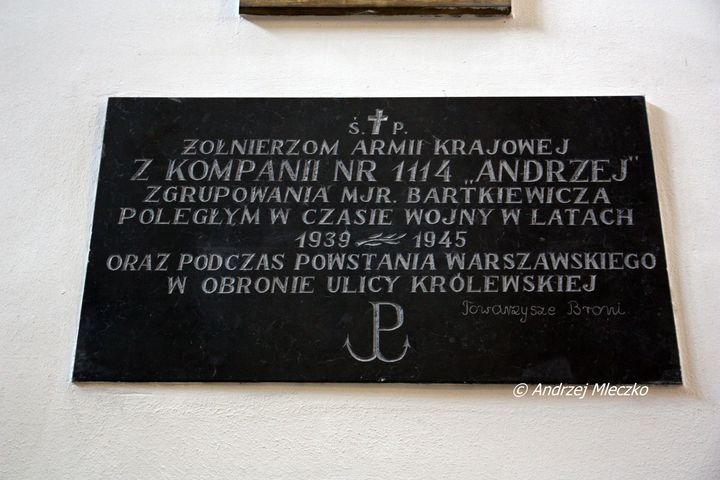 Ś. P.
ŻOŁNIERZOM ARMII KRAJOWEJ
Z KOMPANII NR 1114 „ANDRZEJ"
ZGRUPOWANIA MJR. BARTKIEWICZA
POLEGŁYM W CZASIE WOJNY W LATACH
1939 1945
ORAZ PODCZAS POWSTANIA WARSZAWSKIEGO
W OBRONIE ULICY KRÓLEWSKIEJ
Towarzysze Broni
P
© Andrzej Mleczko